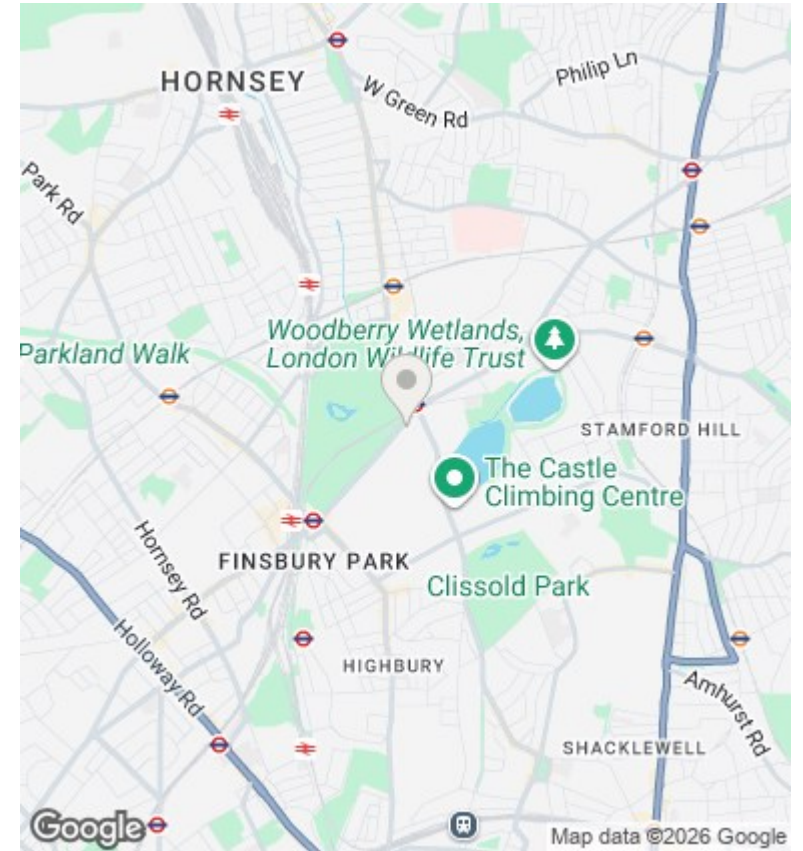 HORNSEY
Philip Ln
W Green Rd
Park Rd
Woodberry Wetlands,
London Wildlife Trust
Parkland Walk
STAMFORD HILL
The Castle
Climbing Centre
Hornsey Rd
FINSBURY PARK
Clissold Park
Holloway Rd
HIGHBURY
Amhurst Rd
SHACKLEWELL
Google
Map data ©2026 Google